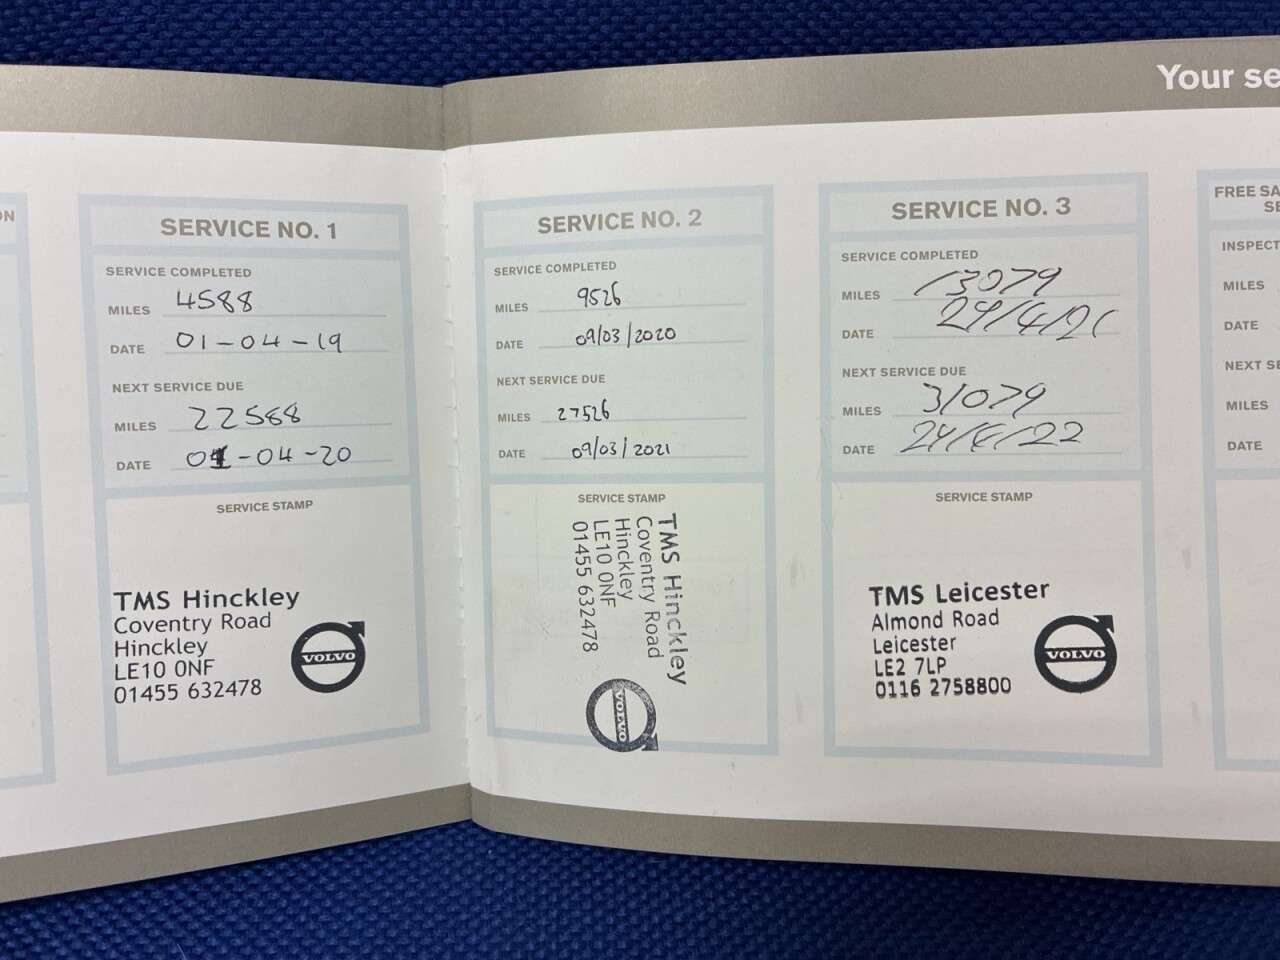 Your se
ON
SERVICE NO. 1
SERVICE COMPLETED
MILES 4588
DATE 01-04-19
NEXT SERVICE DUE
MILES 22588
DATE 01-04-20
SERVICE STAMP
TMS Hinckley
Coventry Road
Hinckley
LE10 0NF
01455 632478
VOLVO
SERVICE NO. 2
SERVICE COMPLETED
MILES 9526
DATE 09/03/2020
NEXT SERVICE DUE
MILES 27526
DATE 09/03/2021
SERVICE STAMP
TMS Hinckley
Coventry Road
Hinckley
LE10 0NF
01455 632478
VOLVO
SERVICE NO. 3
SERVICE COMPLETED
MILES 13079
DATE 29/4/21
NEXT SERVICE DUE
MILES 31079
DATE
SERVICE STAMP
TMS Leicester
Almond Road
Leicester
LE2 7LP
0116 2758800
VOLVO
FREE SA
SE
INSPECT
MILES
DATE
NEXT SE
MILES
DATE